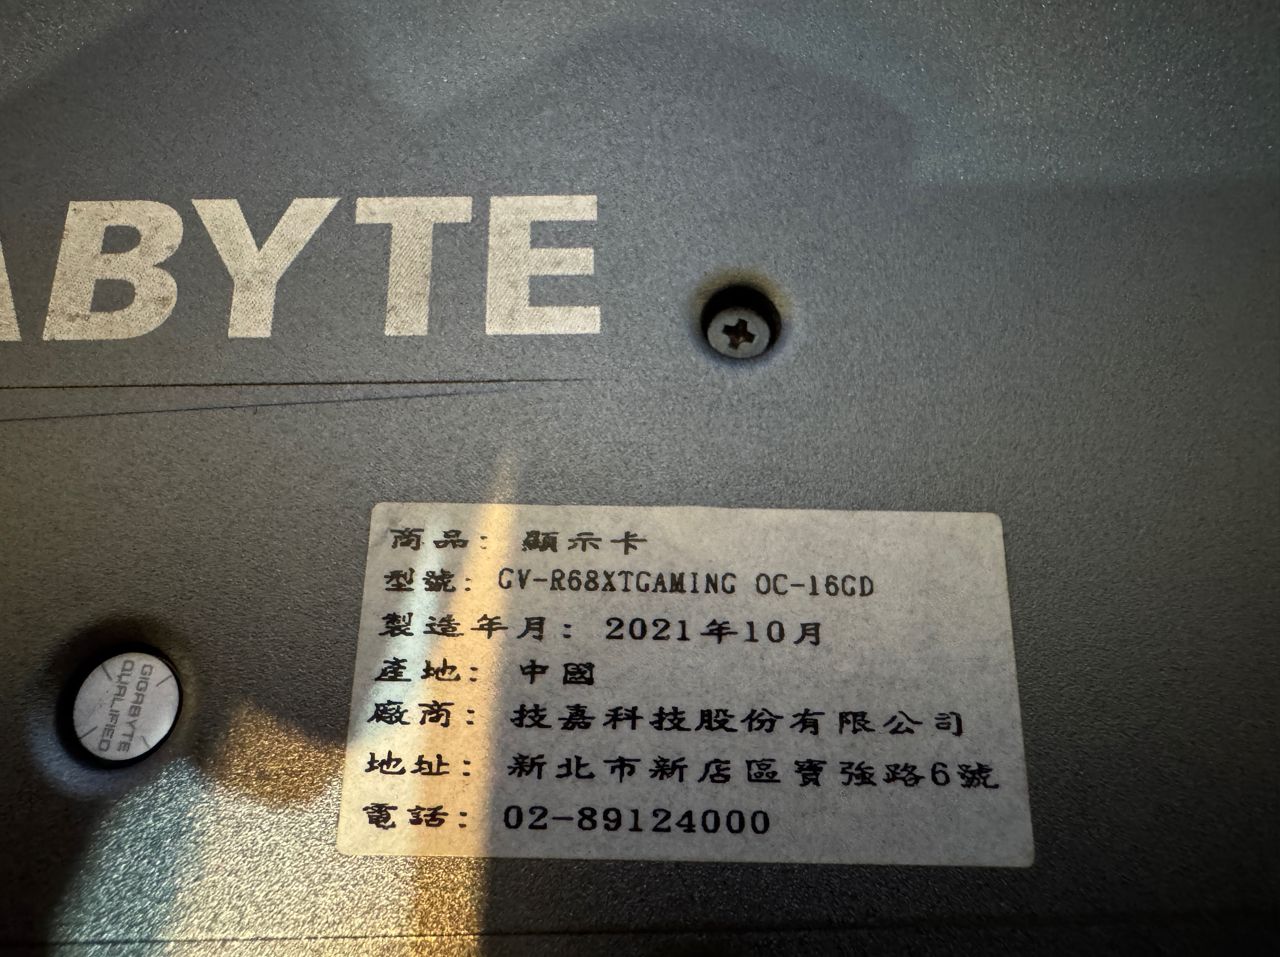 ABYTE
商品: 顯示卡
型號: GV-R68XTGAMING OC-16GD
製造年月: 2021年10月
產地: 中國
廠商: 技嘉科技股份有限公司
地址: 新北市新店區寶強路6號
電話: 02-89124000
GIGABYTE
QUALIFIED